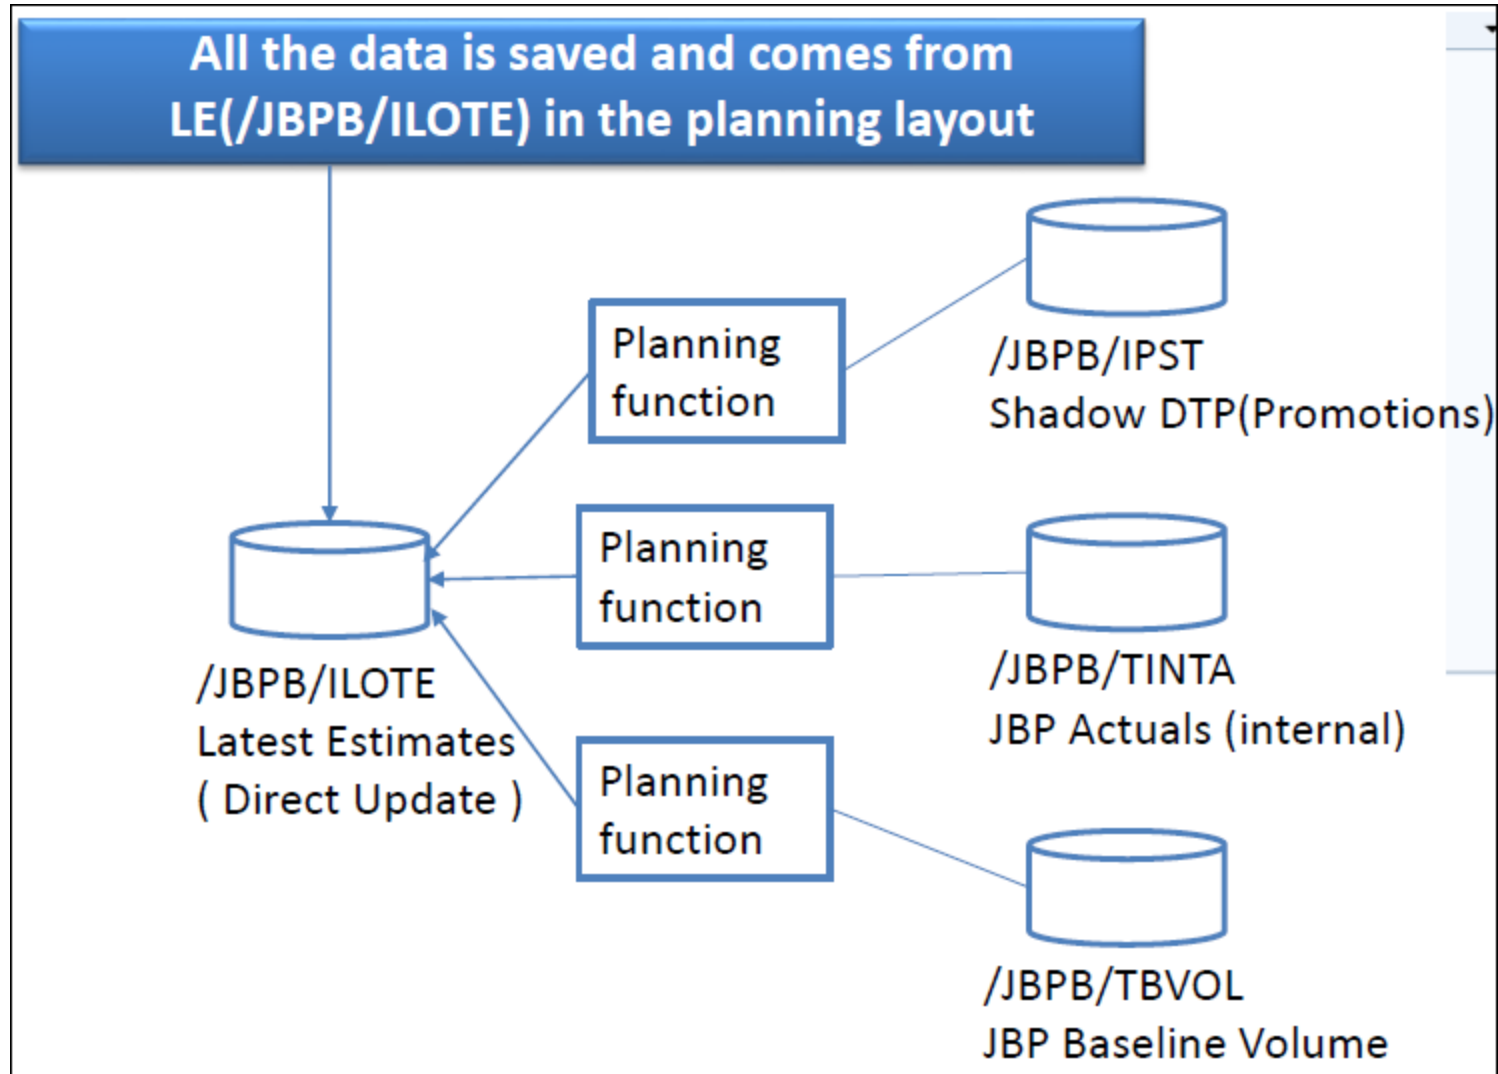 All the data is saved and comes from
LE(/JBPB/ILOTE) in the planning layout
Planning
function
/JBPB/IPST
Shadow DTP(Promotions)
Planning
function
/JBPB/TINTA
JBP Actuals (internal)
/JBPB/ILOTE
Latest Estimates
( Direct Update )
Planning
function
/JBPB/TBVOL
JBP Baseline Volume